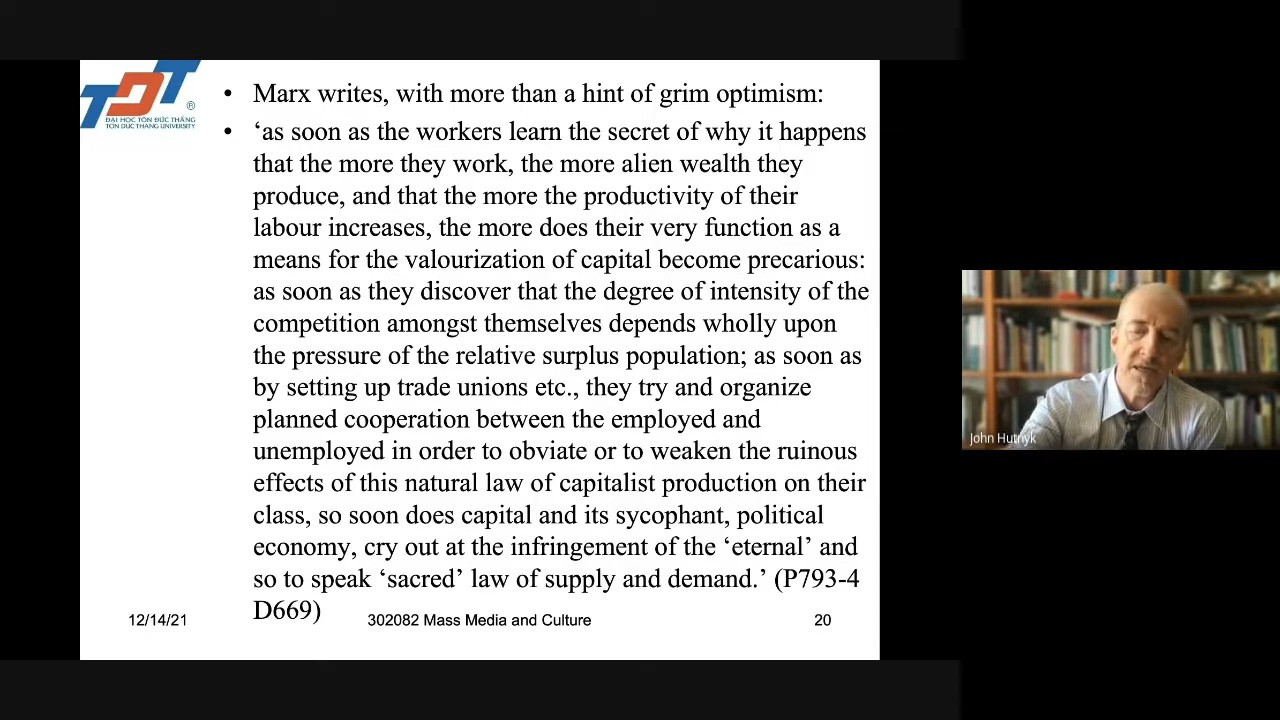 TDT
®
ĐẠI HỌC TÔN ĐỨC THẮNG
TON DUC THANG UNIVERSITY
• Marx writes, with more than a hint of grim optimism:
• ‘as soon as the workers learn the secret of why it happens
that the more they work, the more alien wealth they
produce, and that the more the productivity of their
labour increases, the more does their very function as a
means for the valourization of capital become precarious:
as soon as they discover that the degree of intensity of the
competition amongst themselves depends wholly upon
the pressure of the relative surplus population; as soon as
by setting up trade unions etc., they try and organize
planned cooperation between the employed and
unemployed in order to obviate or to weaken the ruinous
effects of this natural law of capitalist production on their
class, so soon does capital and its sycophant, political
economy, cry out at the infringement of the ‘eternal’ and
so to speak ‘sacred’ law of supply and demand.’ (P793-4
D669)
12/14/21
302082 Mass Media and Culture
20
John Hutnyk